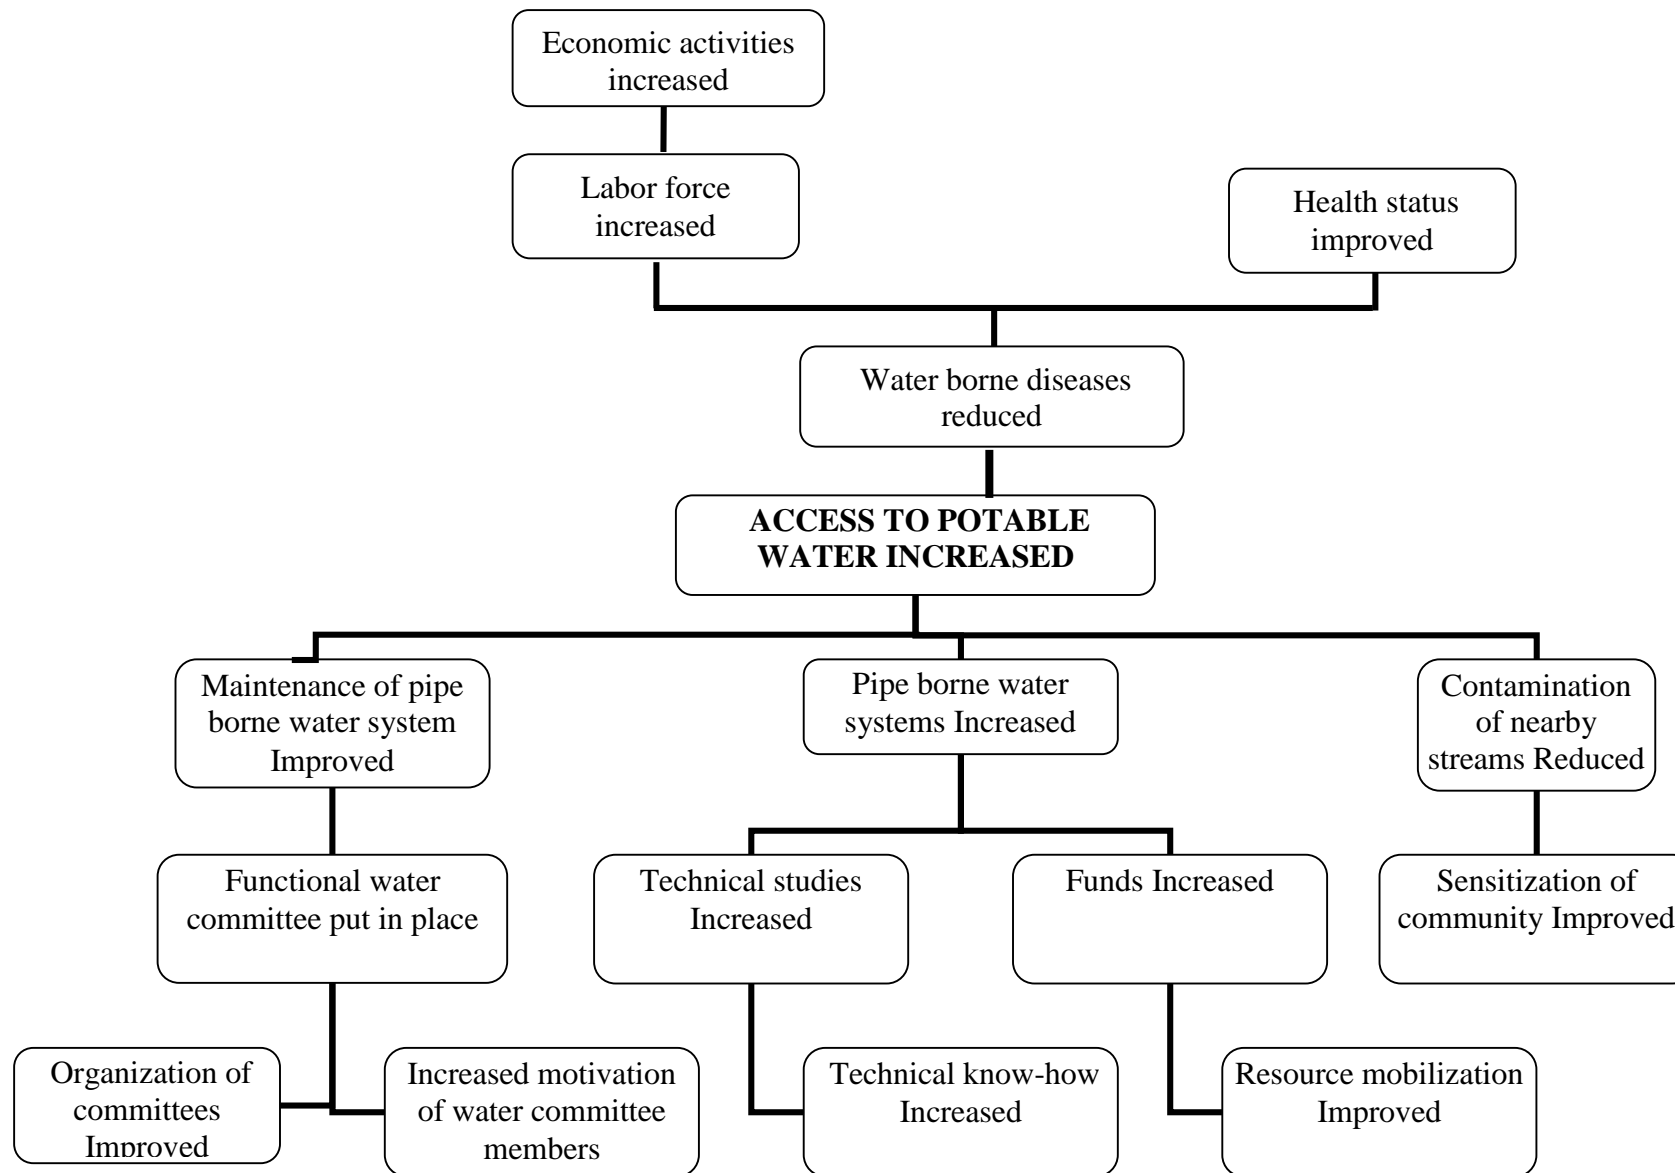 Economic activities
increased
Labor force
increased
Health status
improved
Water borne diseases
reduced
ACCESS TO POTABLE
WATER INCREASED
Maintenance of pipe
borne water system
Improved
Pipe borne water
systems Increased
Contamination
of nearby
streams Reduced
Functional water
committee put in place
Technical studies
Increased
Funds Increased
Sensitization of
community Improved
Organization of
committees
Improved
Increased motivation
of water committee
members
Technical know-how
Increased
Resource mobilization
Improved